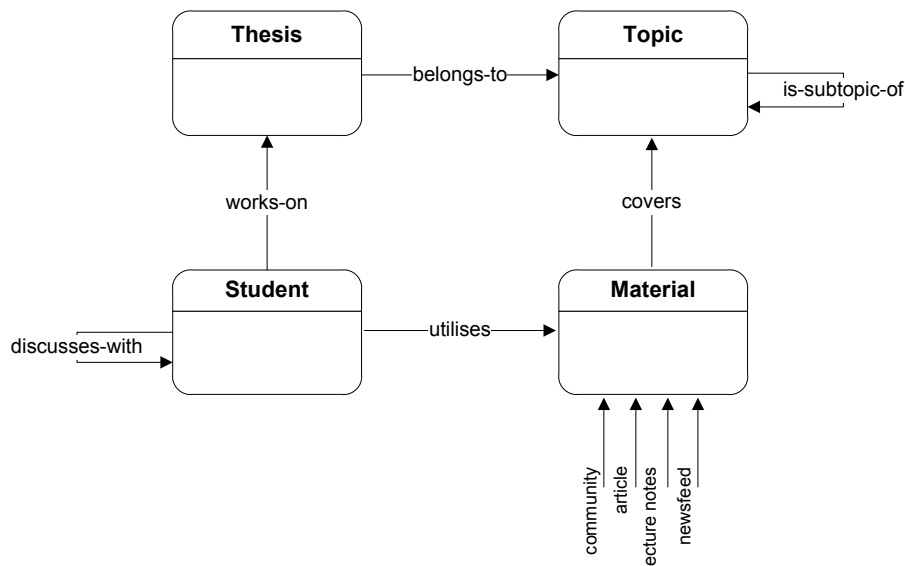 Thesis
Topic
belongs-to
is-subtopic-of
works-on
covers
Student
Material
utilises
discusses-with
community
article
ecture notes
newsfeed